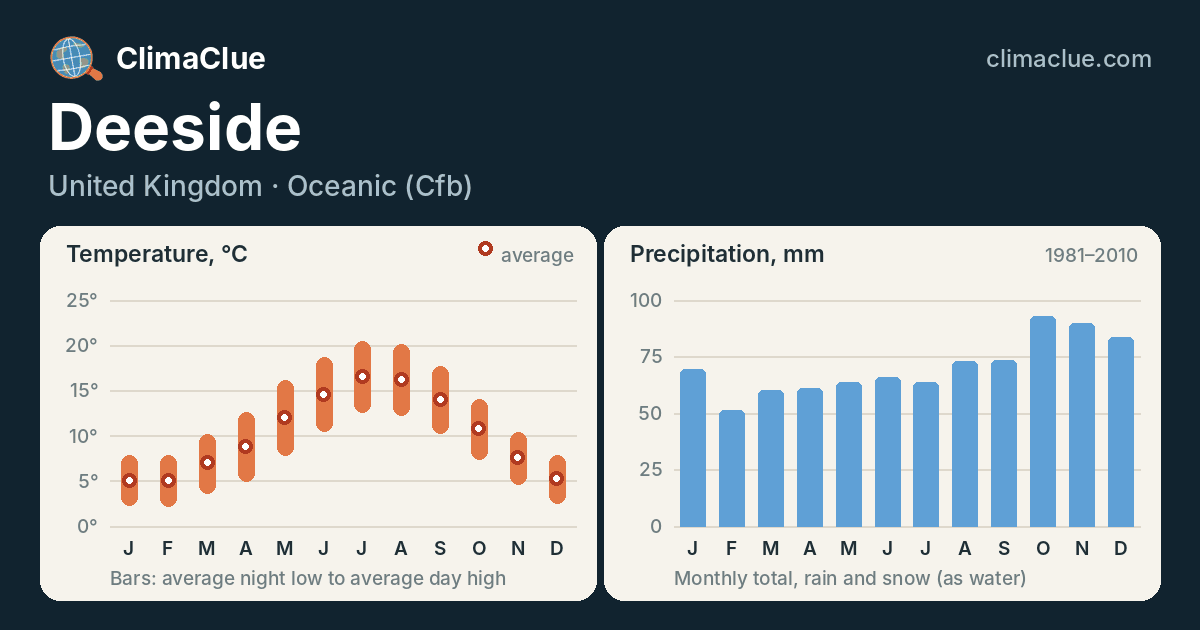 ClimaClue
climaclue.com
Deeside
United Kingdom · Oceanic (Cfb)
Temperature, °C
average
25°
20°
15°
10°
5°
0°
J F M A M J J A S O N D
Bars: average night low to average day high
Precipitation, mm
1981–2010
100
75
50
25
0
J F M A M J J A S O N D
Monthly total, rain and snow (as water)